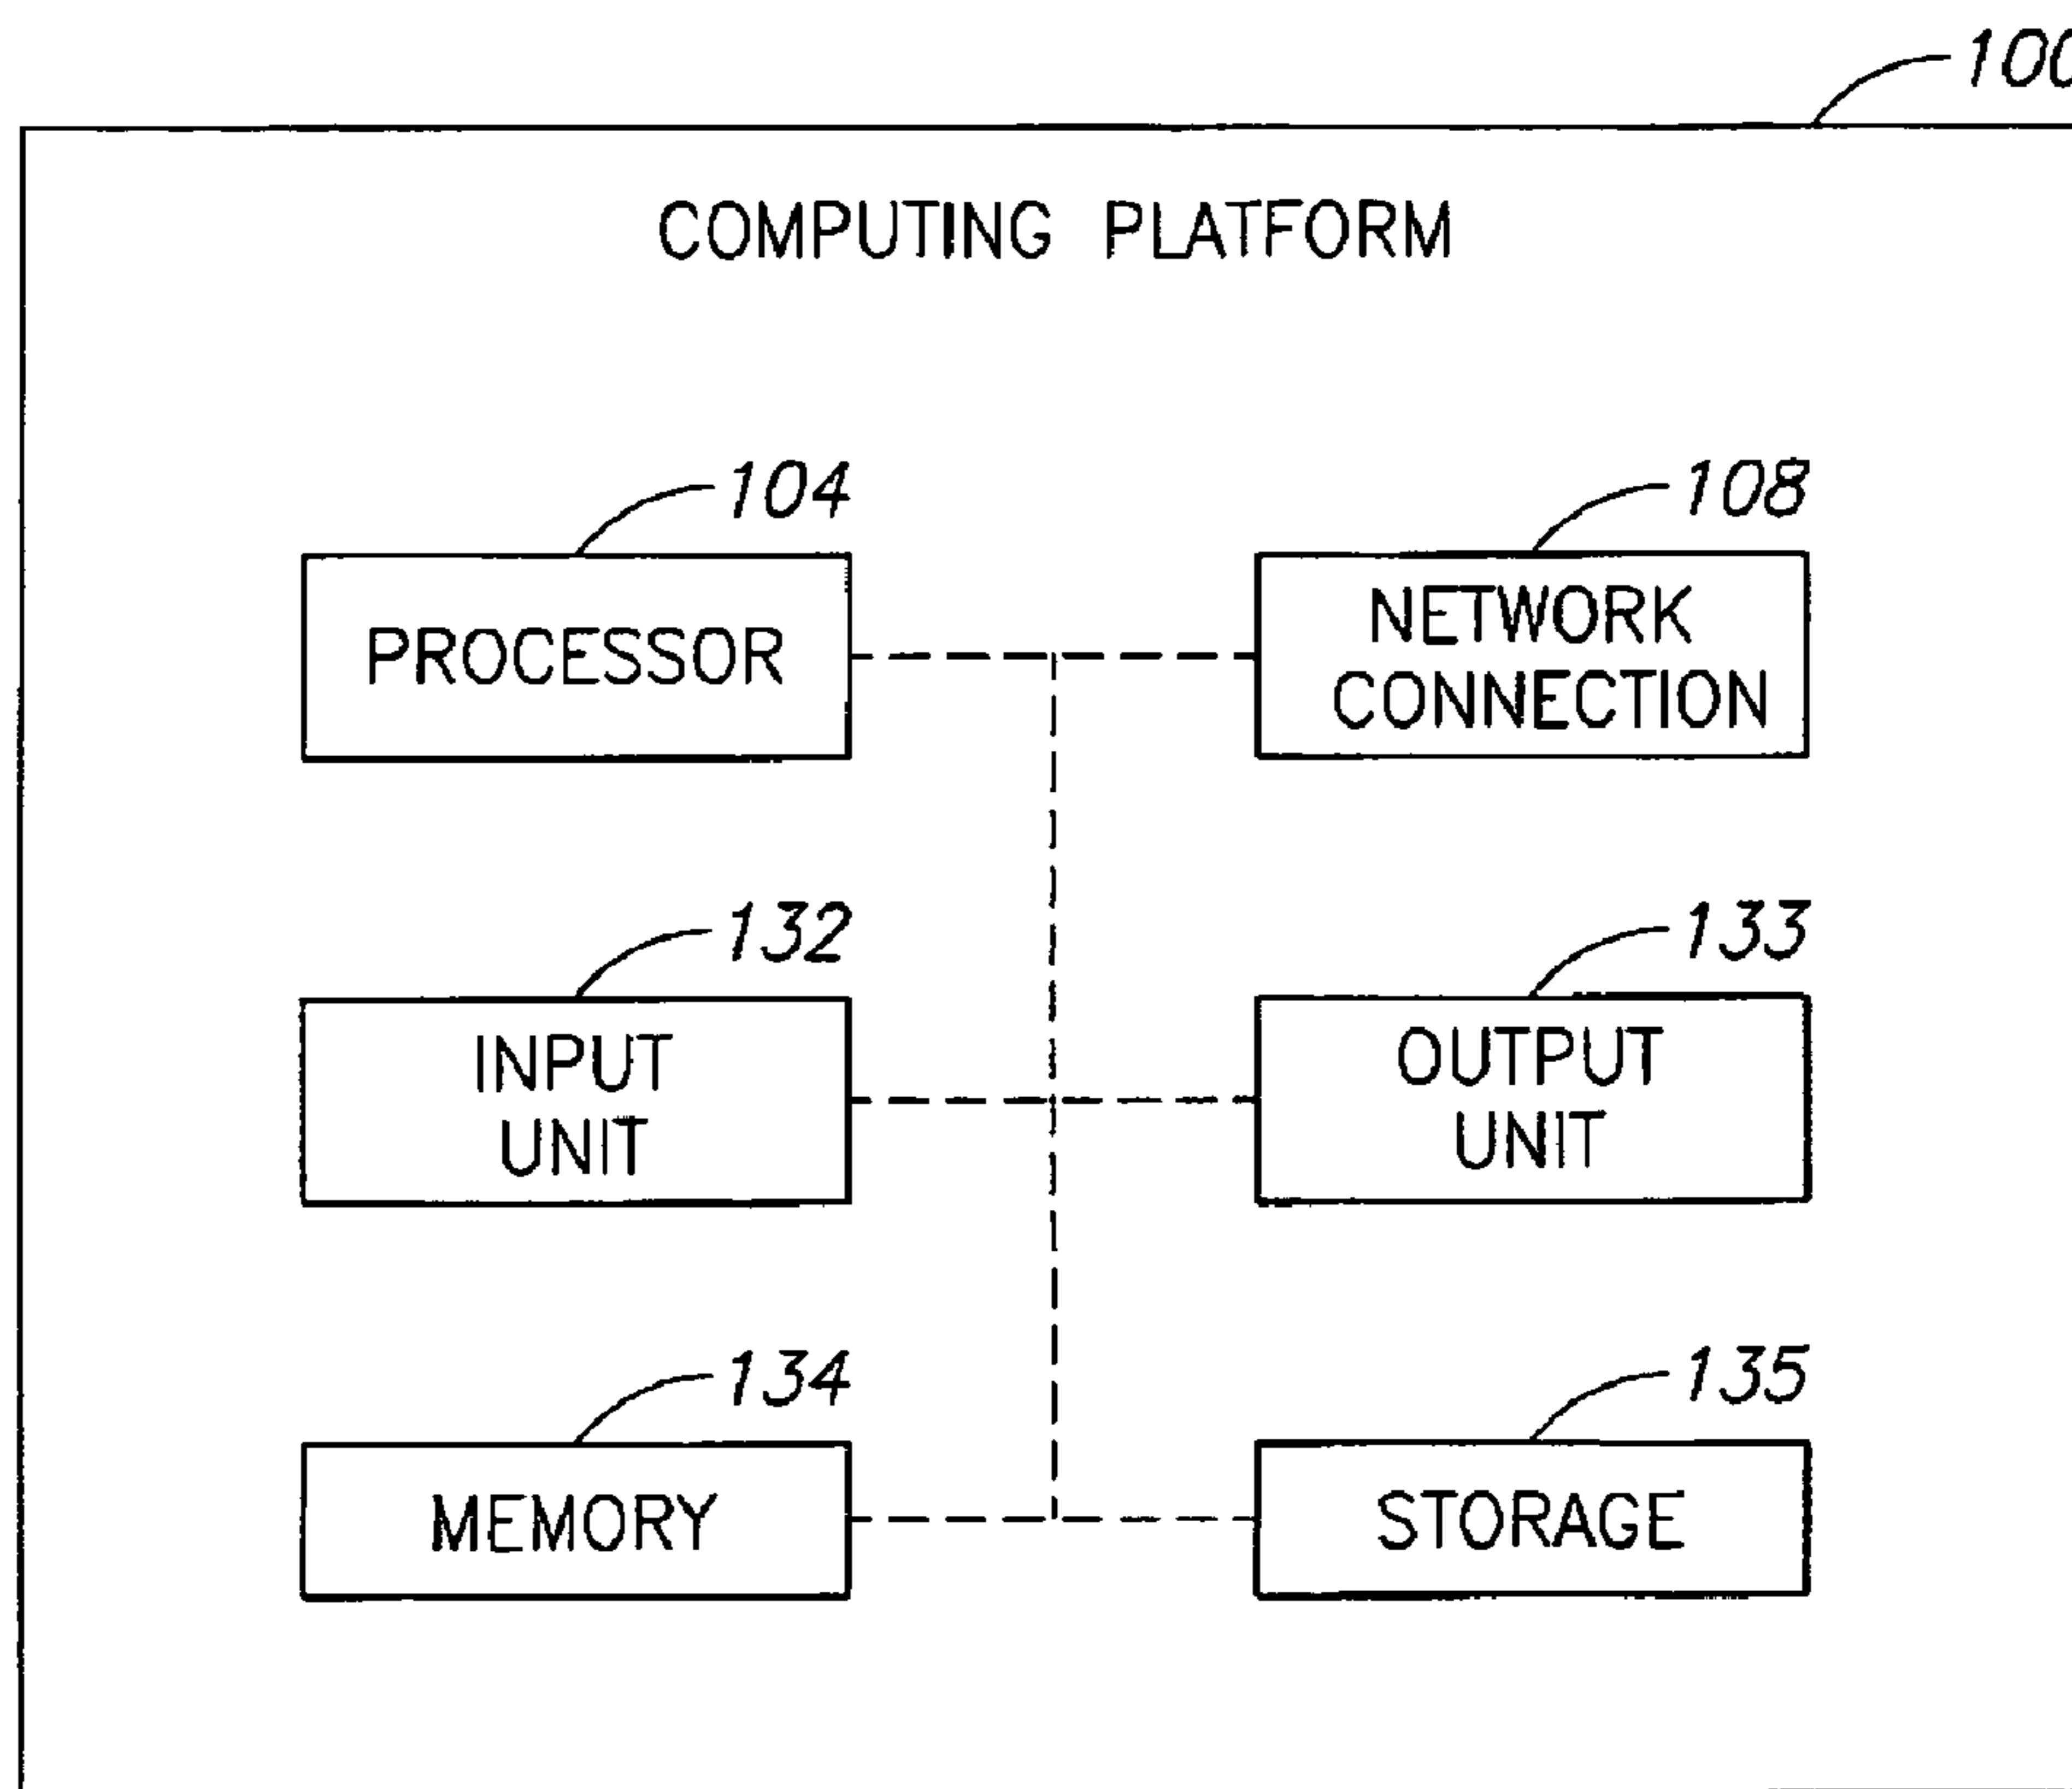 100
COMPUTING PLATFORM
104
108
PROCESSOR
NETWORK
CONNECTION
132
133
INPUT
UNIT
OUTPUT
UNIT
134
135
MEMORY
STORAGE